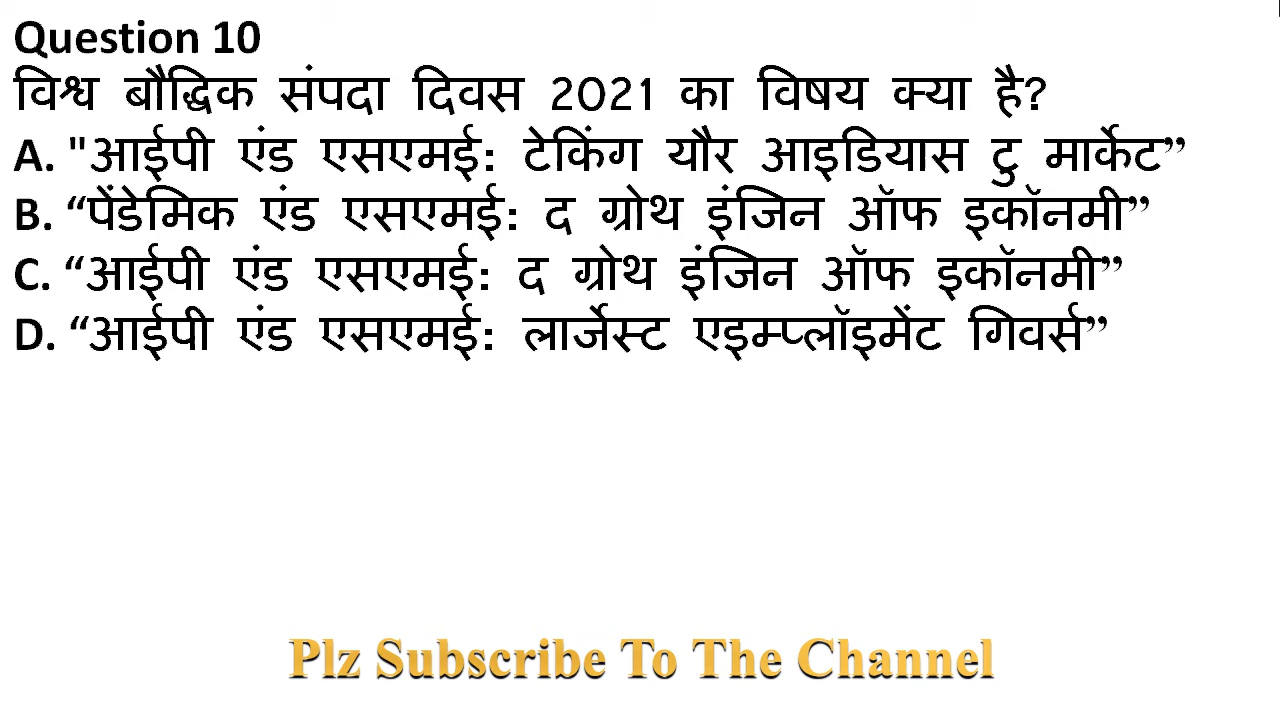 Question 10
विश्व बौद्धिक संपदा दिवस 2021 का विषय क्या है?
A. "आईपी एंड एसएमई: टेकिंग यौर आइडियास टु मार्केट”
B. “पेंडेमिक एंड एसएमई: द ग्रोथ इंजिन ऑफ इकॉनमी”
C. “आईपी एंड एसएमई: द ग्रोथ इंजिन ऑफ इकॉनमी”
D. “आईपी एंड एसएमई: लार्जेस्ट एइम्प्लॉइमेंट गिवर्स”
Plz Subscribe To The Channel